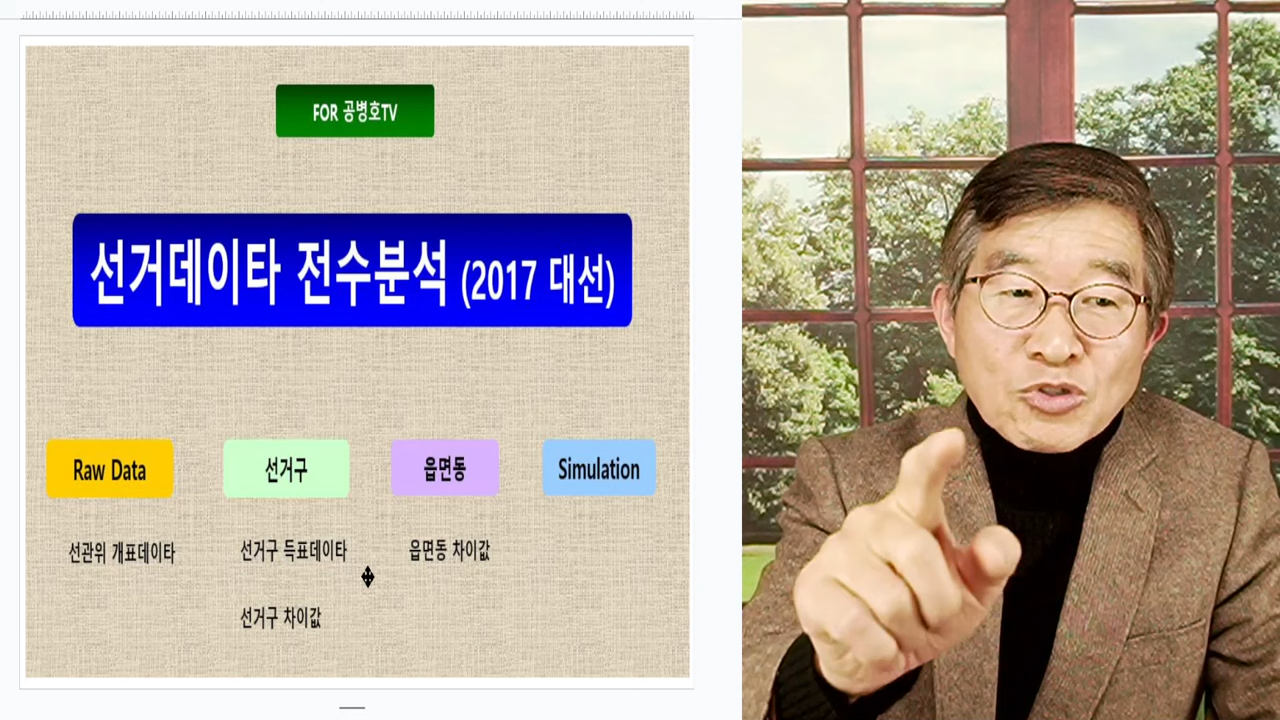 FOR 공병호TV
선거데이타 전수분석 (2017 대선)
Raw Data
선거구
읍면동
Simulation
선관위 개표데이타
선거구 득표데이타
읍면동 차이값
선거구 차이값